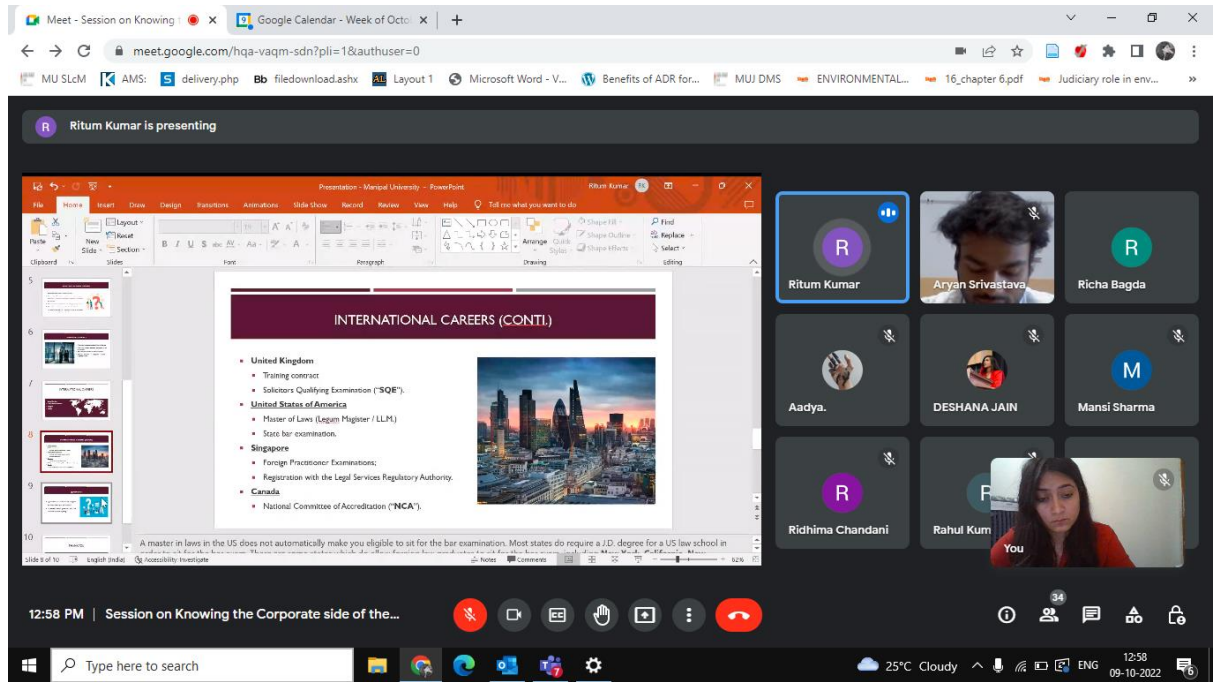 Meet - Session on Knowing t
Google Calendar - Week of Octo
meet.google.com/hqa-vaqm-sdn?pli=1&authuser=0
MU SLcM
AMS:
delivery.php
Bb filedownload.ashx
Layout 1
Microsoft Word - V...
Benefits of ADR for...
MUJ DMS
ENVIRONMENTAL...
16_chapter 6.pdf
Judiciary role in env...
R
Ritum Kumar is presenting
Presentation - Manipal University - PowerPoint
Ritum Kumar
File Home Insert Draw Design Transitions Animations Slide Show Record Review View Help Tell me what you want to do
Paste
New Slide
Layout
Reset
Section
Arrange
Quick Styles
Shape Fill
Shape Outline
Shape Effects
Find
Replace
Select
Clipboard Slides Font Paragraph Drawing Editing
5
6
7
8
9
10
INTERNATIONAL CAREERS (CONTI.)
United Kingdom
Training contract
Solicitors Qualifying Examination ("SQE").
United States of America
Master of Laws (Legum Magister / LL.M.)
State bar examination.
Singapore
Foreign Practitioner Examinations;
Registration with the Legal Services Regulatory Authority.
Canada
National Committee of Accreditation ("NCA").
A master in laws in the US does not automatically make you eligible to sit for the bar examination. Most states do require a J.D. degree for a US law school in
Slide 8 of 10 English (India) Accessibility: Investigate Notes Comments 62%
R
Ritum Kumar
Aryan Srivastava
R
Richa Bagda
Aadya.
DESHANA JAIN
M
Mansi Sharma
R
Ridhima Chandani
R
Rahul Kum
You
12:58 PM | Session on Knowing the Corporate side of the...
CC
34
Type here to search
25°C Cloudy
ENG
12:58
09-10-2022
6